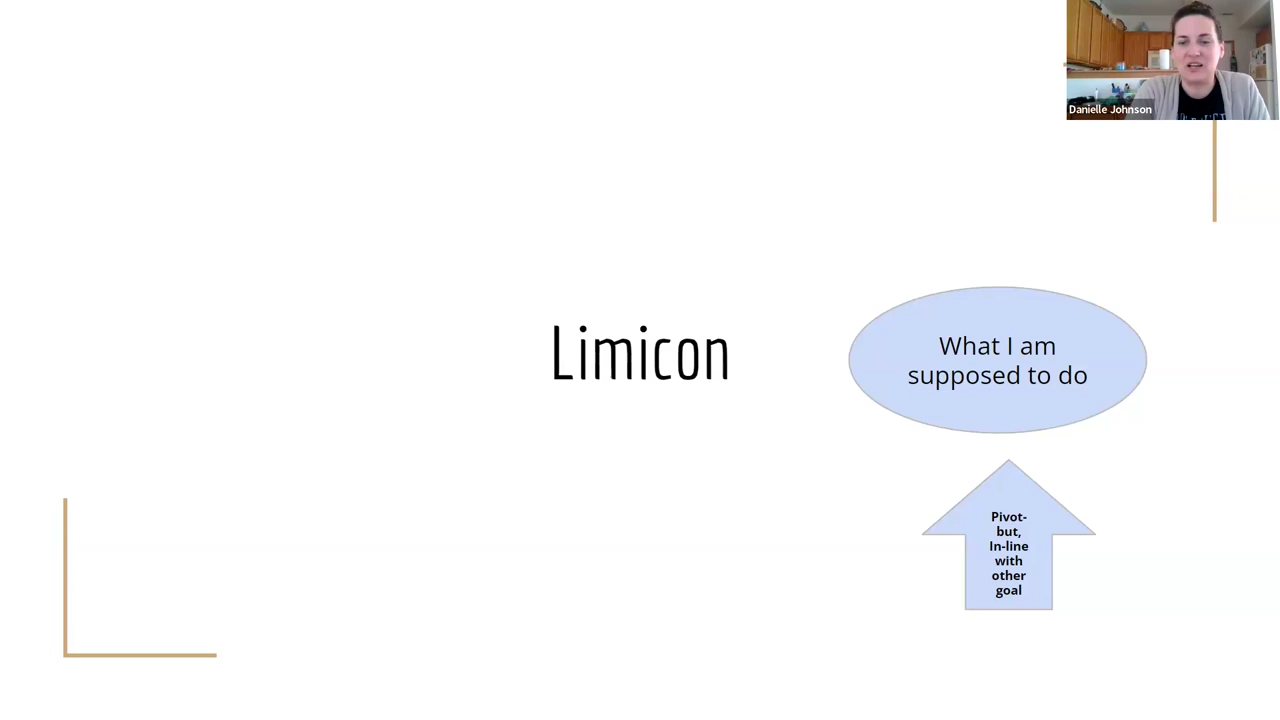 Danielle Johnson
Limicon
What I am
supposed to do
Pivot-
but,
In-line
with
other
goal